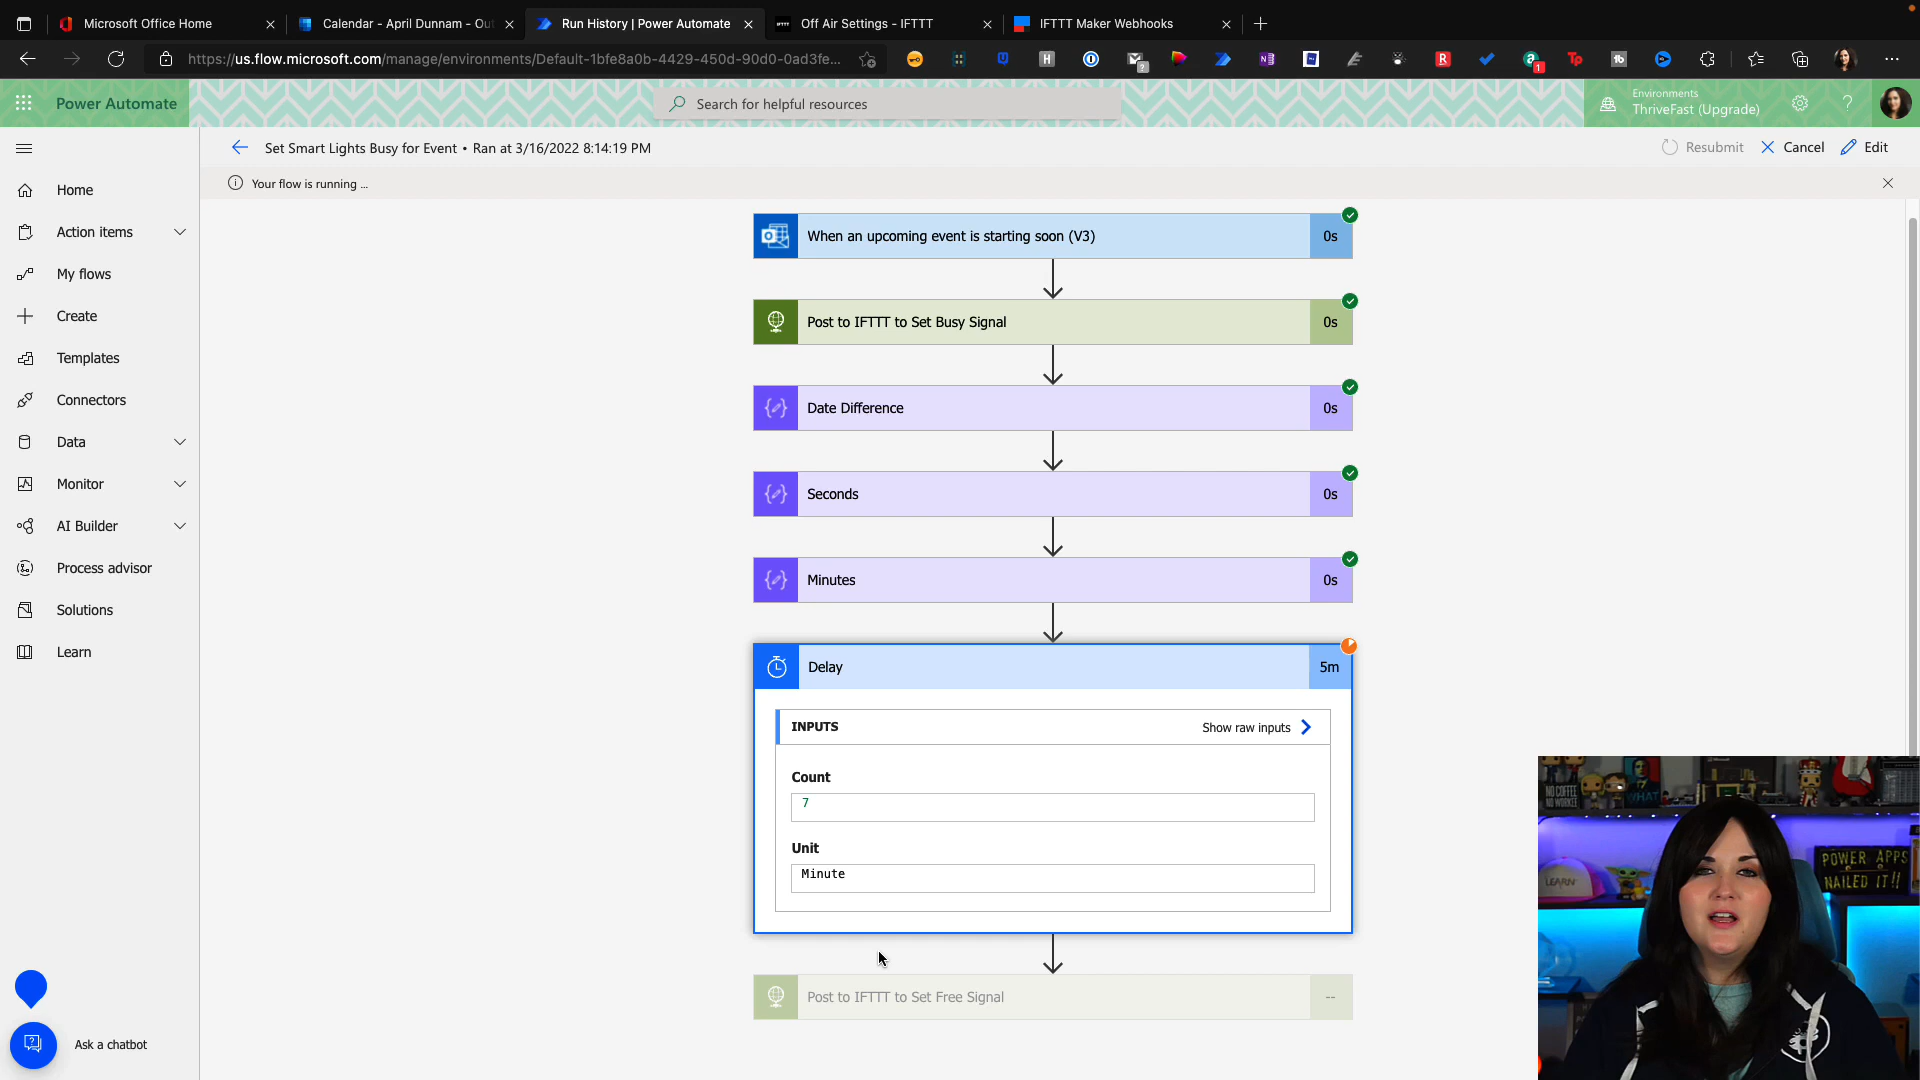 Microsoft Office Home
Calendar - April Dunnam - Out
Run History | Power Automate
Off Air Settings - IFTTT
IFTTT Maker Webhooks
https://us.flow.microsoft.com/manage/environments/Default-1bfe8a0b-4429-450d-90d0-0ad3fe...
Power Automate
Search for helpful resources
Environments
ThriveFast (Upgrade)
Set Smart Lights Busy for Event • Ran at 3/16/2022 8:14:19 PM
Resubmit
Cancel
Edit
Your flow is running ...
Home
Action items
My flows
Create
Templates
Connectors
Data
Monitor
AI Builder
Process advisor
Solutions
Learn
Ask a chatbot
When an upcoming event is starting soon (V3)
0s
Post to IFTTT to Set Busy Signal
0s
Date Difference
0s
Seconds
0s
Minutes
0s
Delay
5m
INPUTS
Show raw inputs
Count
7
Unit
Minute
Post to IFTTT to Set Free Signal
--
NO COFFEE
NO WORKEE
WHAT
LEARN
POWER APPS
NAILED IT!!